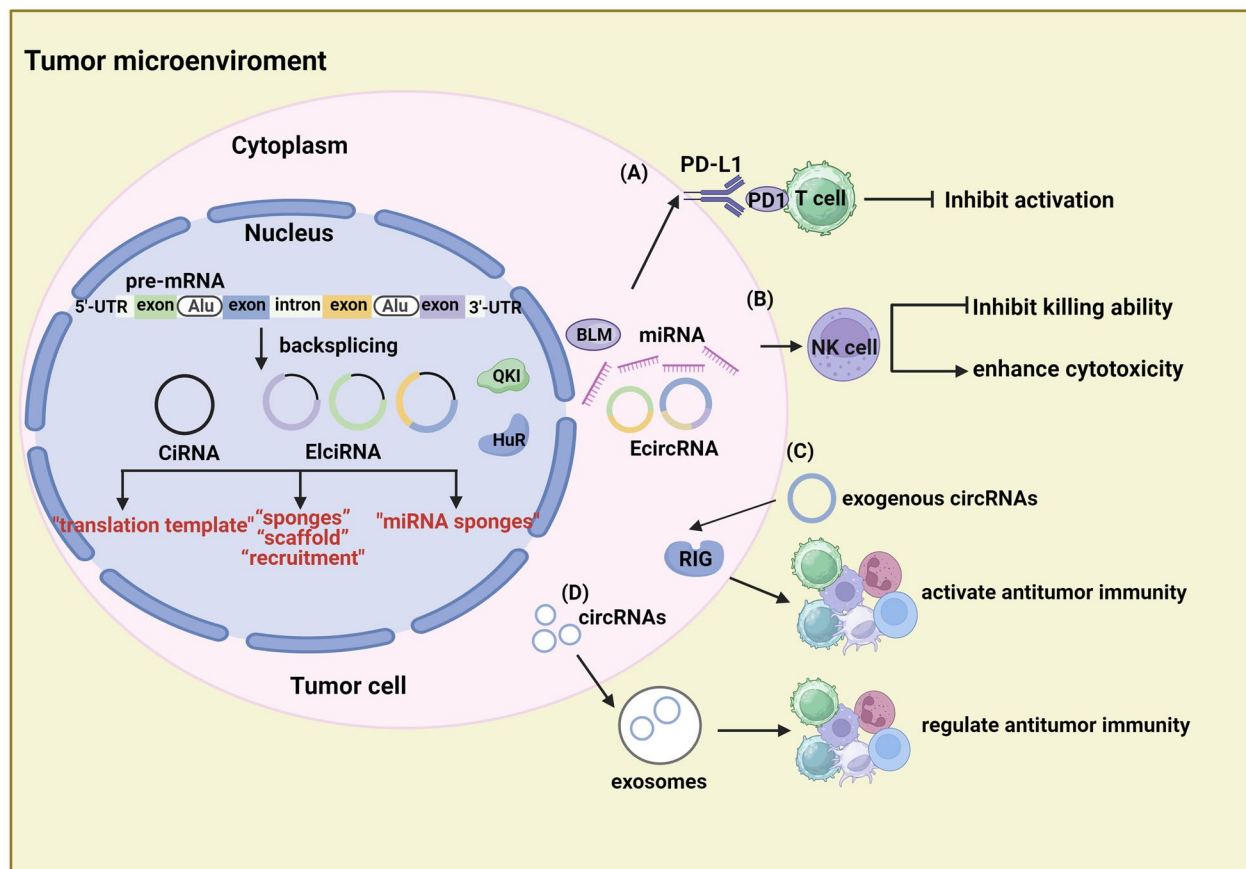 Tumor microenviroment
Cytoplasm
Nucleus
pre-mRNA
5'-UTR exon Alu exon intron exon Alu exon 3'-UTR
backsplicing
QKI
HuR
CiRNA
ElciRNA
"translation template"
“sponges”
“scaffold”
“recruitment"
"miRNA sponges"
Tumor cell
BLM
miRNA
EcircRNA
(A)
PD-L1
PD1
T cell
Inhibit activation
(B)
NK cell
Inhibit killing ability
enhance cytotoxicity
(C)
exogenous circRNAs
RIG
activate antitumor immunity
(D)
circRNAs
exosomes
regulate antitumor immunity